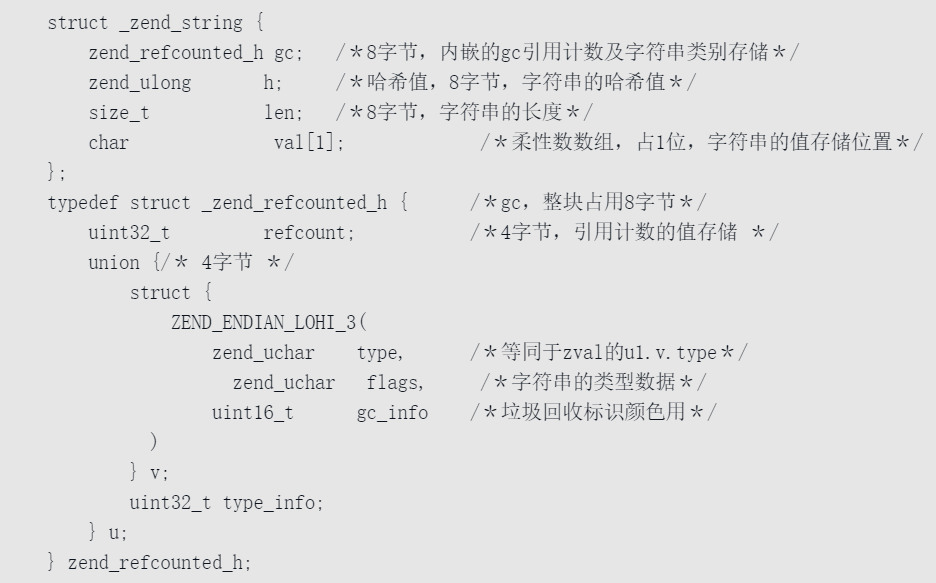 struct _zend_string {
    zend_refcounted_h gc;   /*8字节，内嵌的gc引用计数及字符串类别存储*/
    zend_ulong       h;     /*哈希值，8字节，字符串的哈希值*/
    size_t           len;   /*8字节，字符串的长度*/
    char              val[1];             /*柔性数数组，占1位，字符串的值存储位置*/
};
typedef struct _zend_refcounted_h {      /*gc，整块占用8字节*/
    uint32_t         refcount;           /*4字节，引用计数的值存储 */
    union {/* 4字节 */
        struct {
            ZEND_ENDIAN_LOHI_3(
                zend_uchar    type,      /*等同于zval的u1.v.type*/
                  zend_uchar   flags,     /*字符串的类型数据*/
                uint16_t      gc_info    /*垃圾回收标识颜色用*/
          )
        } v;
        uint32_t type_info;
    } u;
} zend_refcounted_h;